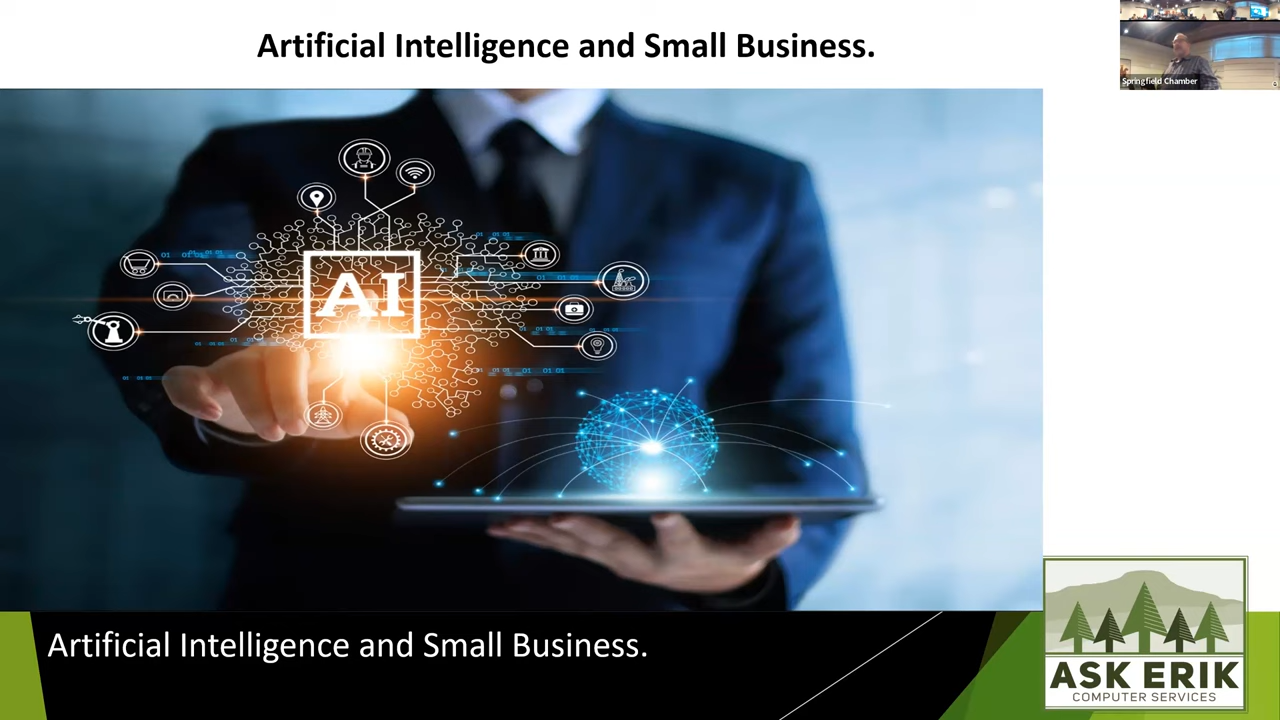 Artificial Intelligence and Small Business.
Springfield Chamber
AI
Artificial Intelligence and Small Business.
ASK ERIK
COMPUTER SERVICES